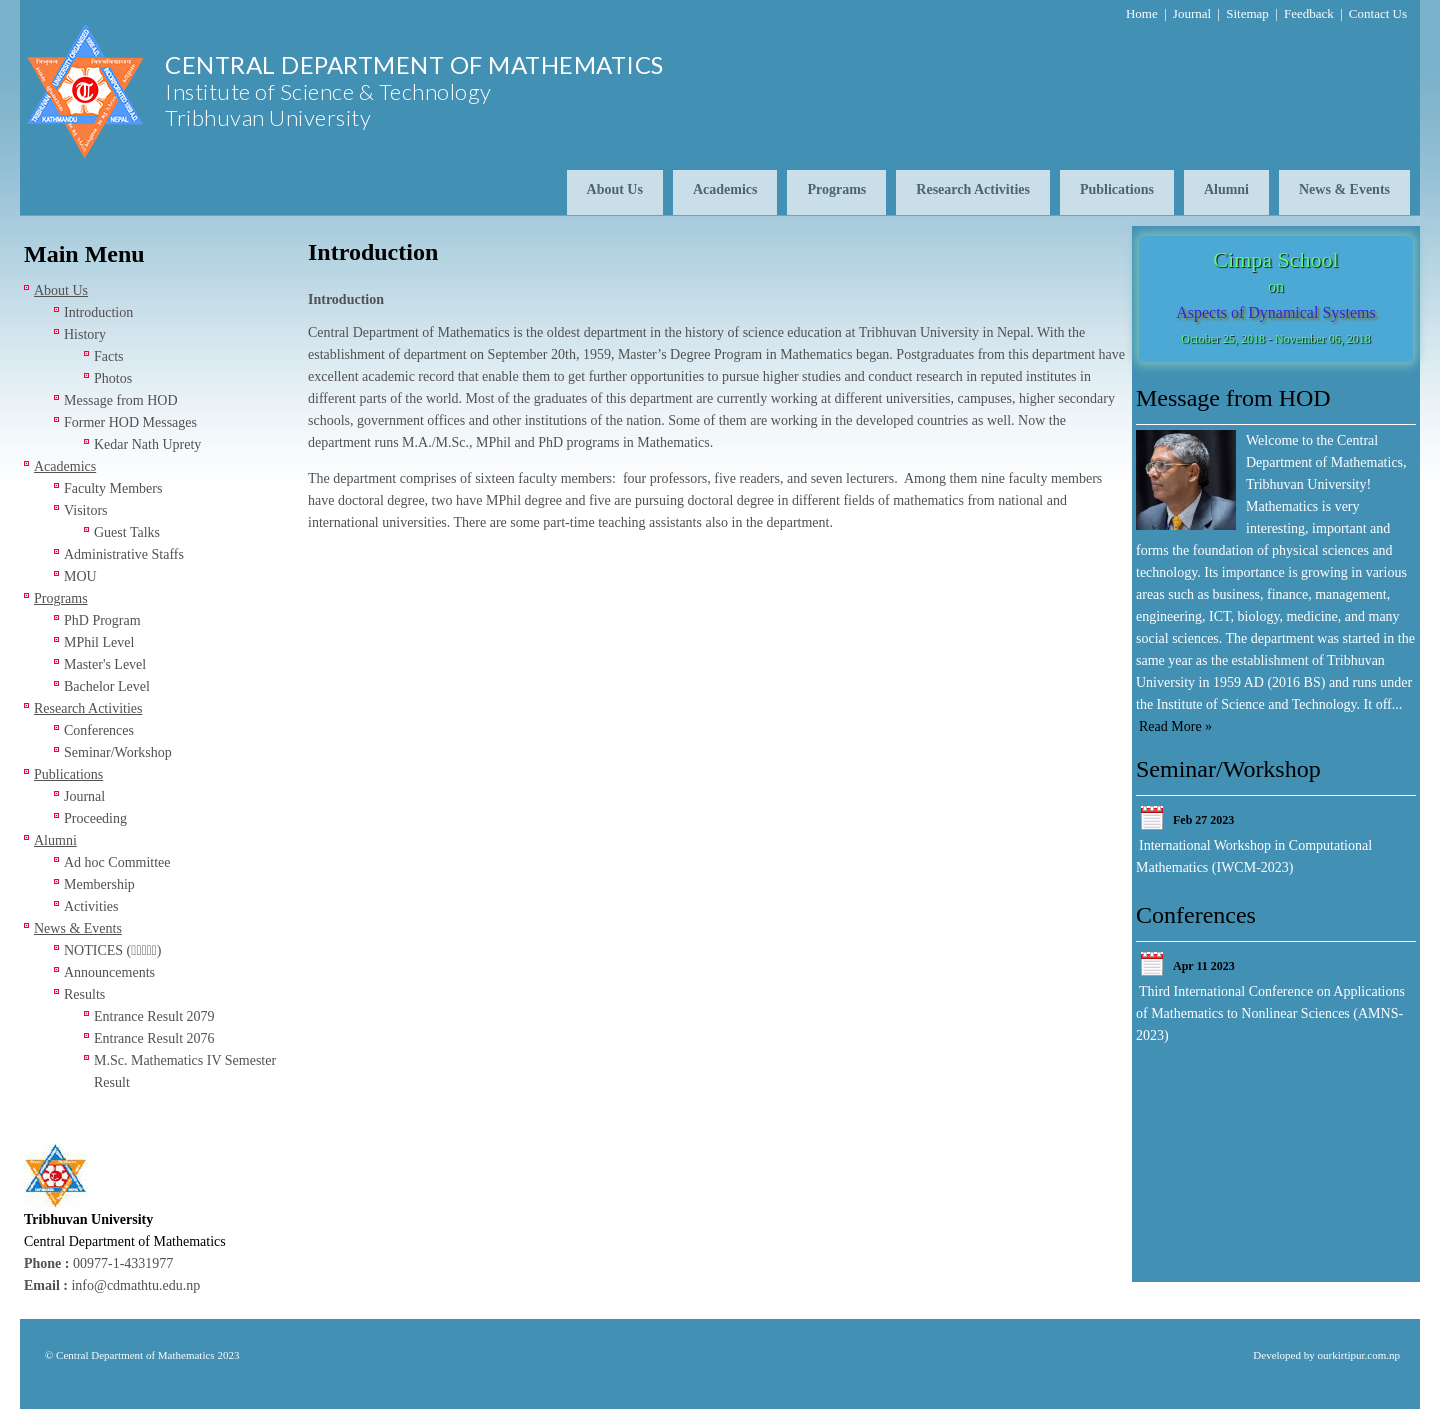 Home | Journal | Sitemap | Feedback | Contact Us
CENTRAL DEPARTMENT OF MATHEMATICS
Institute of Science & Technology
Tribhuvan University
About Us Academics Programs Research Activities Publications Alumni News & Events
Main Menu
About Us
Introduction
History
Facts
Photos
Message from HOD
Former HOD Messages
Kedar Nath Uprety
Academics
Faculty Members
Visitors
Guest Talks
Administrative Staffs
MOU
Programs
PhD Program
MPhil Level
Master's Level
Bachelor Level
Research Activities
Conferences
Seminar/Workshop
Publications
Journal
Proceeding
Alumni
Ad hoc Committee
Membership
Activities
News & Events
NOTICES
Announcements
Results
Entrance Result 2079
Entrance Result 2076
M.Sc. Mathematics IV Semester
Result
Tribhuvan University
Central Department of Mathematics
Phone : 00977-1-4331977
Email : info@cdmathtu.edu.np
Introduction
Introduction
Central Department of Mathematics is the oldest department in the history of science education at Tribhuvan University in Nepal. With the
establishment of department on September 20th, 1959, Master’s Degree Program in Mathematics began. Postgraduates from this department have
excellent academic record that enable them to get further opportunities to pursue higher studies and conduct research in reputed institutes in
different parts of the world. Most of the graduates of this department are currently working at different universities, campuses, higher secondary
schools, government offices and other institutions of the nation. Some of them are working in the developed countries as well. Now the
department runs M.A./M.Sc., MPhil and PhD programs in Mathematics.
The department comprises of sixteen faculty members: four professors, five readers, and seven lecturers. Among them nine faculty members
have doctoral degree, two have MPhil degree and five are pursuing doctoral degree in different fields of mathematics from national and
international universities. There are some part-time teaching assistants also in the department.
Cimpa School
on
Aspects of Dynamical Systems
October 25, 2018 - November 06, 2018
Message from HOD
Welcome to the Central
Department of Mathematics,
Tribhuvan University!
Mathematics is very
interesting, important and
forms the foundation of physical sciences and
technology. Its importance is growing in various
areas such as business, finance, management,
engineering, ICT, biology, medicine, and many
social sciences. The department was started in the
same year as the establishment of Tribhuvan
University in 1959 AD (2016 BS) and runs under
the Institute of Science and Technology. It off...
Read More »
Seminar/Workshop
Feb 27 2023
International Workshop in Computational
Mathematics (IWCM-2023)
Conferences
Apr 11 2023
Third International Conference on Applications
of Mathematics to Nonlinear Sciences (AMNS-
2023)
© Central Department of Mathematics 2023
Developed by ourkirtipur.com.np